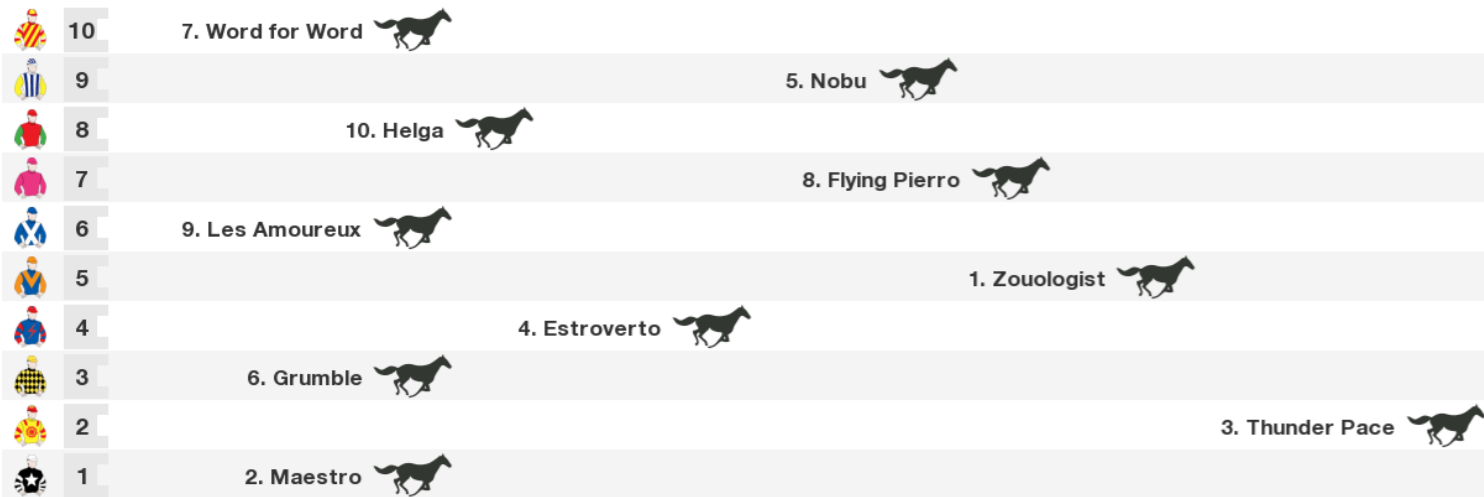 10 7. Word for Word
9 5. Nobu
8 10. Helga
7 8. Flying Pierro
6 9. Les Amoureux
5 1. Zouologist
4 4. Estroverto
3 6. Grumble
2 3. Thunder Pace
1 2. Maestro